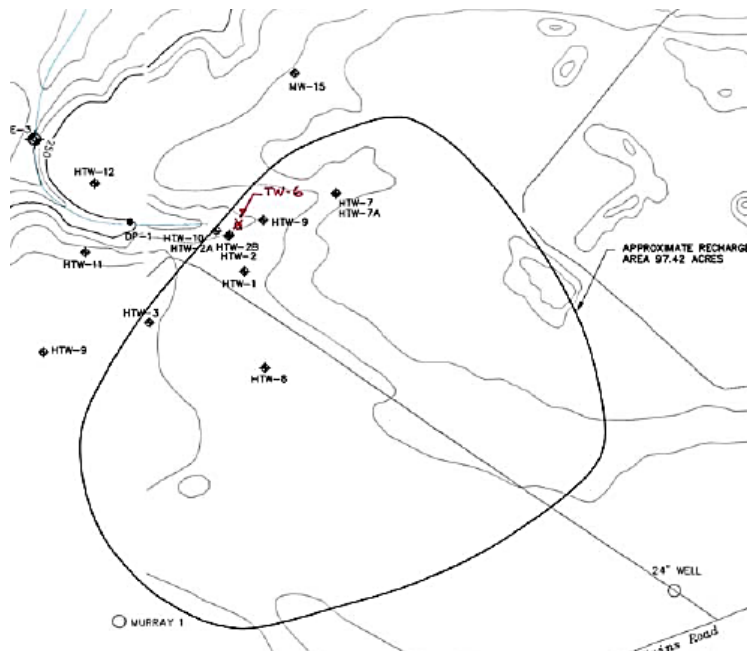 MW-15
E-3
250
HTW-12
TW-6
HTW-7
HTW-7A
HTW-9
DP-1
HTW-10
HTW-2A
HTW-2B
HTW-2
HTW-11
HTW-1
APPROXIMATE RECHARGE
AREA 97.42 ACRES
HTW-3
HTW-9
HTW-8
24" WELL
MURRAY 1
ins Road